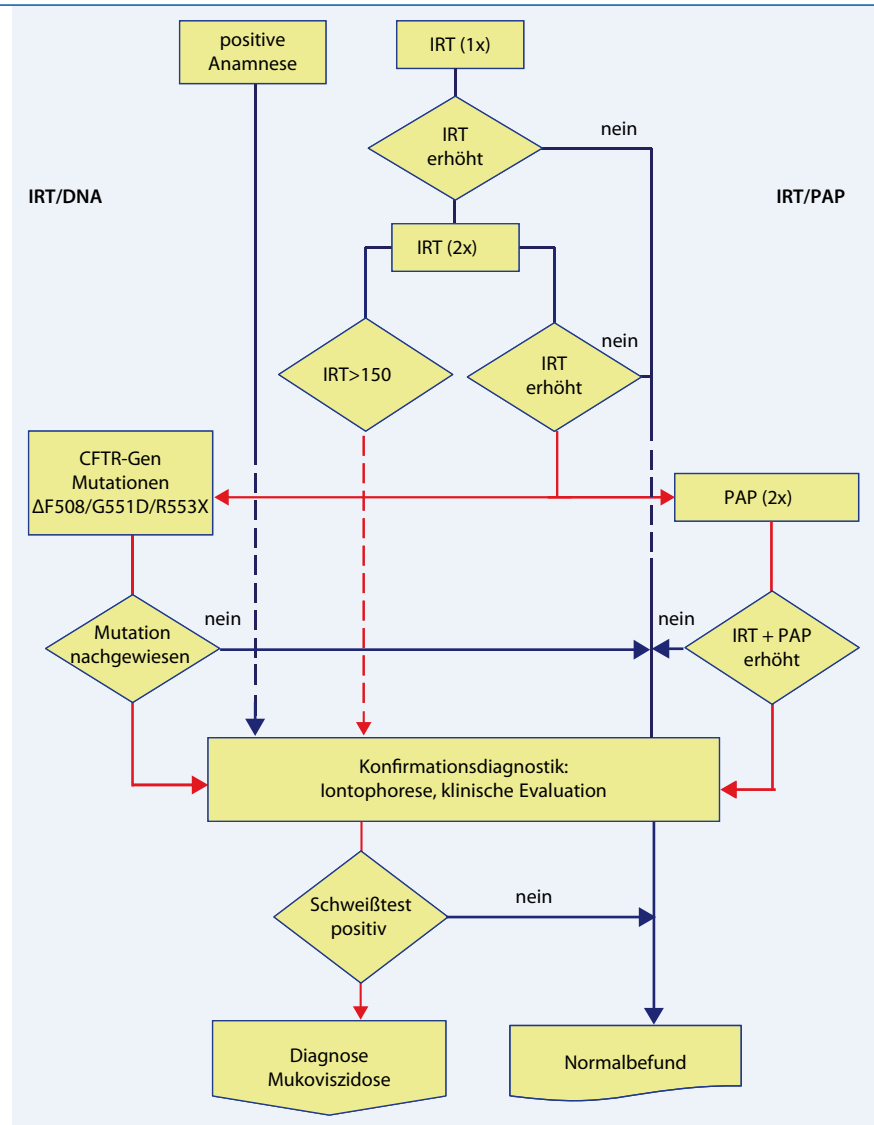 positive
Anamnese
IRT (1x)
IRT
erhöht
nein
IRT/DNA
IRT/PAP
IRT (2x)
IRT>150
IRT
erhöht
nein
CFTR-Gen
Mutationen
ΔF508/G551D/R553X
PAP (2x)
Mutation
nachgewiesen
nein
nein
IRT + PAP
erhöht
Konfirmationsdiagnostik:
Iontophorese, klinische Evaluation
Schweißtest
positiv
nein
Diagnose
Mukoviszidose
Normalbefund